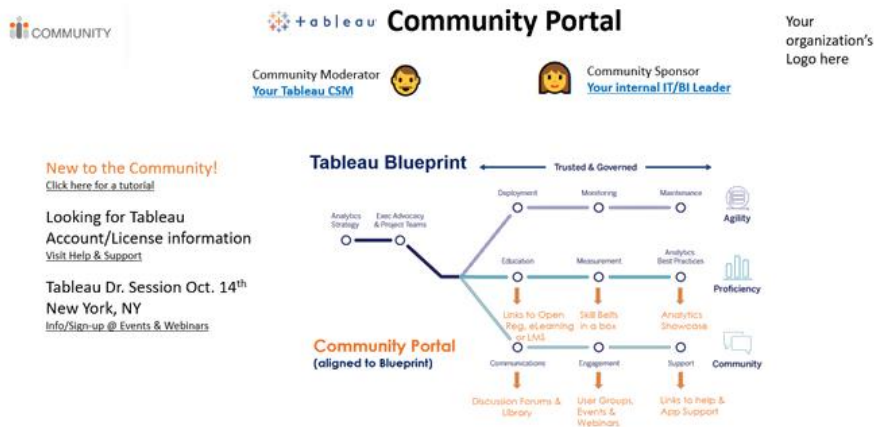 COMMUNITY
+ a b | e a u Community Portal
Your
organization's
Logo here
Community Moderator
Your Tableau CSM
Community Sponsor
Your internal IT/BI Leader
New to the Community!
Click here for a tutorial
Looking for Tableau
Account/License information
Visit Help & Support
Tableau Dr. Session Oct. 14th
New York, NY
Info/Sign-up @ Events & Webinars
Tableau Blueprint
Trusted & Governed
Deployment
Monitoring
Maintenance
Agility
Analytics
Strategy
Exec Advocacy
& Project Teams
Education
Measurement
Analytics
Best Practices
Proficiency
Links to Open
Reg, eLearning
or LMS
Skill Belts
in a box
Analytics
Showcase
Community Portal
(aligned to Blueprint)
Communications
Engagement
Support
Community
Discussion Forums &
Library
User Groups,
Events &
Webinars
Links to help &
App Support